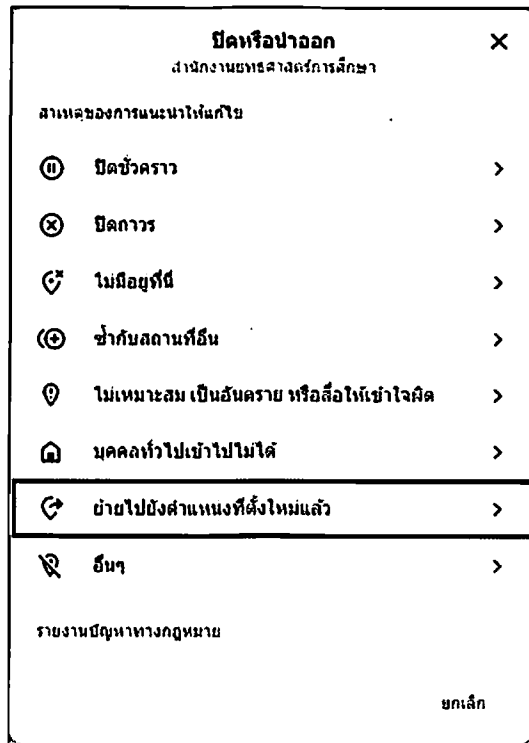 ปิดหรือนำออก
สำนักงานยุทธศาสตร์การศึกษา
สาเหตุของการแนะนำให้แก้ไข
ปิดชั่วคราว
ปิดถาวร
ไม่มีอยู่ที่นี่
ซ้ำกับสถานที่อื่น
ไม่เหมาะสม เป็นอันตราย หรือสื่อให้เข้าใจผิด
บุคคลทั่วไปเข้าไปไม่ได้
ย้ายไปยังตำแหน่งที่ตั้งใหม่แล้ว
อื่นๆ
รายงานปัญหาทางกฎหมาย
ยกเลิก